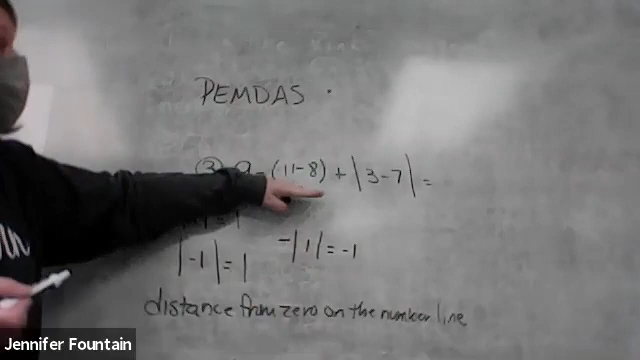 PEMDAS
③ 9 - (11-8) + |3-7| =
|-1| = 1   -|1| = -1
distance from zero on the number line
Jennifer Fountain